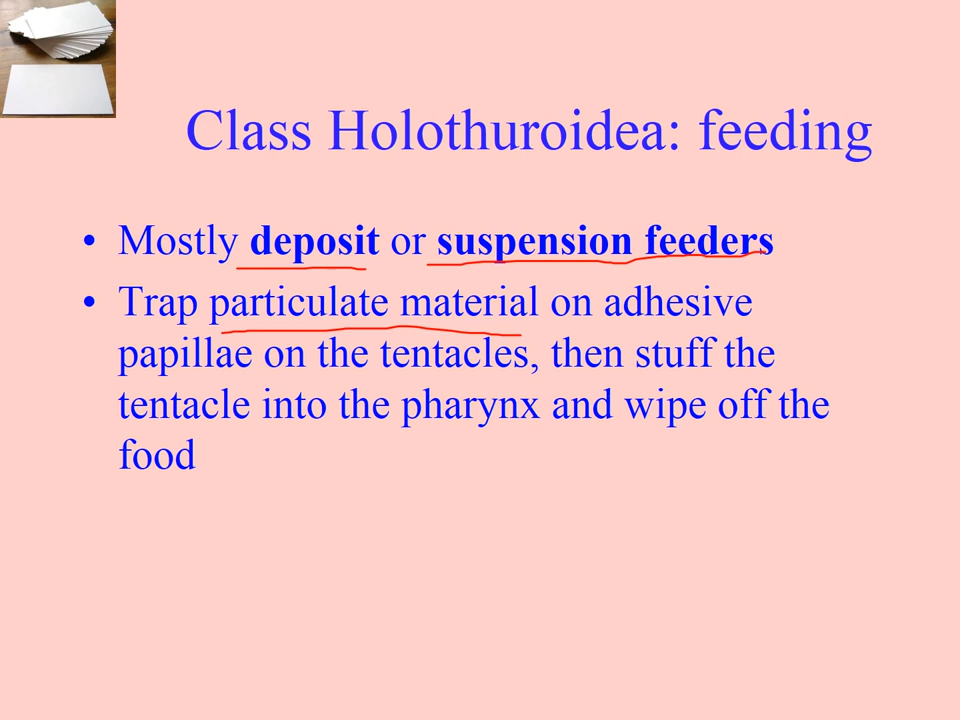 Class Holothuroidea: feeding
• Mostly deposit or suspension feeders
• Trap particulate material on adhesive
papillae on the tentacles, then stuff the
tentacle into the pharynx and wipe off the
food